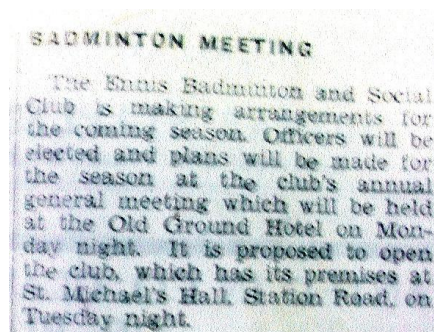 BADMINTON MEETING
The Ennis Badminton and Social
Club is making arrangements for
the coming season. Officers will be
elected and plans will be made for
the season at the club's annual
general meeting which will be held
at the Old Ground Hotel on Mon-
day night. It is proposed to open
the club, which has its premises at
St. Michael's Hall, Station Road, on
Tuesday night.